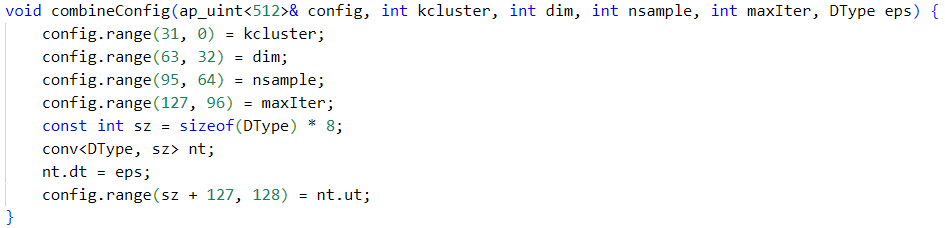 void combineConfig(ap_uint<512>& config, int kcluster, int dim, int nsample, int maxIter, DType eps) {
    config.range(31, 0) = kcluster;
    config.range(63, 32) = dim;
    config.range(95, 64) = nsample;
    config.range(127, 96) = maxIter;
    const int sz = sizeof(DType) * 8;
    conv<DType, sz> nt;
    nt.dt = eps;
    config.range(sz + 127, 128) = nt.ut;
}